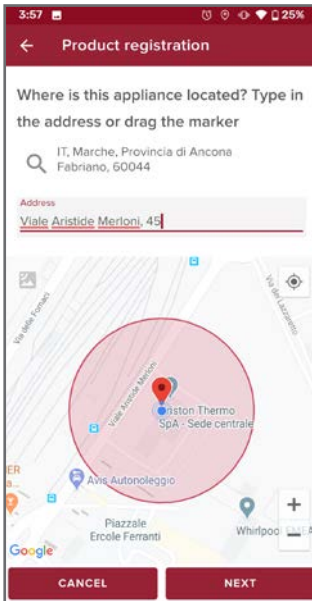 3:57
25%
Product registration
Where is this appliance located? Type in
the address or drag the marker
IT, Marche, Provincia di Ancona
Fabriano, 60044
Address
Viale Aristide Merloni, 45
Via delle Fornaci
Via dei Lazzaretto
Viale Aristide Merloni
iston Thermo
SpA - Sede centrale
ER
Avis Autonoleggio
Piazzale
Ercole Ferranti
Whirlpool
Google
+
−
CANCEL
NEXT